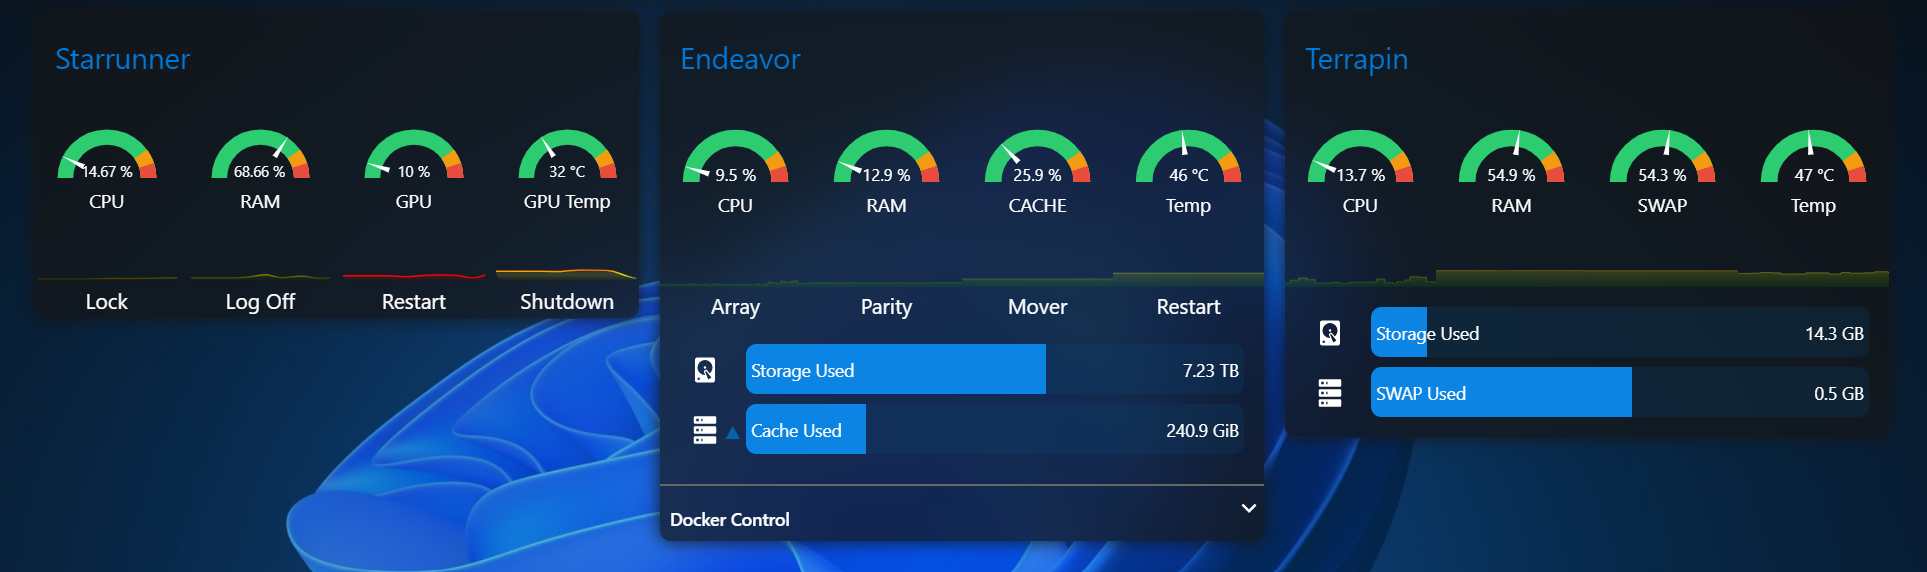 Starrunner
14.67 %
68.66 %
10 %
32 °C
CPU
RAM
GPU
GPU Temp
Lock
Log Off
Restart
Shutdown
Endeavor
9.5 %
12.9 %
25.9 %
46 °C
CPU
RAM
CACHE
Temp
Array
Parity
Mover
Restart
Storage Used 7.23 TB
Cache Used 240.9 GiB
Docker Control
Terrapin
13.7 %
54.9 %
54.3 %
47 °C
CPU
RAM
SWAP
Temp
Storage Used 14.3 GB
SWAP Used 0.5 GB